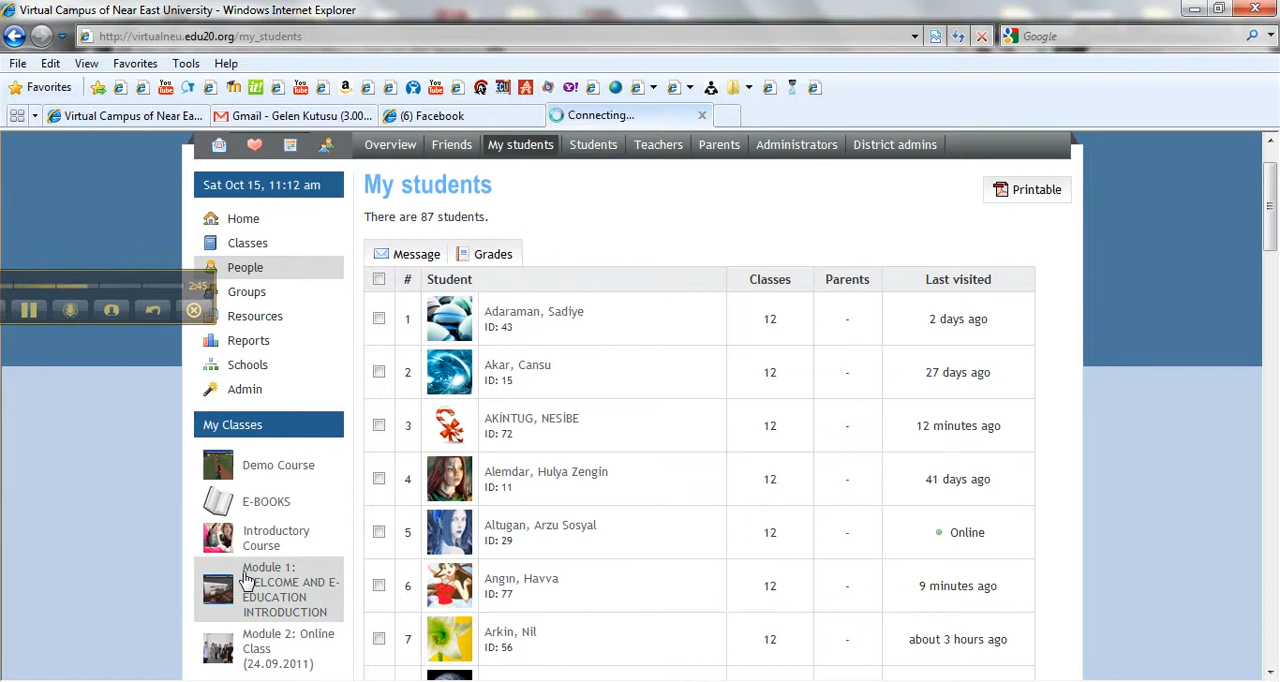 Virtual Campus of Near East University - Windows Internet Explorer
http://virtualneu.edu20.org/my_students
Google
File Edit View Favorites Tools Help
Favorites
Virtual Campus of Near Ea...
Gmail - Gelen Kutusu (3.00...
(6) Facebook
Connecting...
Overview Friends My students Students Teachers Parents Administrators District admins
Sat Oct 15, 11:12 am
Home
Classes
People
2:45
Groups
Resources
Reports
Schools
Admin
My Classes
Demo Course
E-BOOKS
Introductory
Course
Module 1:
WELCOME AND E-
EDUCATION
INTRODUCTION
Module 2: Online
Class
(24.09.2011)
My students
Printable
There are 87 students.
Message Grades
# Student Classes Parents Last visited
1 Adaraman, Sadiye 12 - 2 days ago
ID: 43
2 Akar, Cansu 12 - 27 days ago
ID: 15
3 AKİNTUG, NESİBE 12 - 12 minutes ago
ID: 72
4 Alemdar, Hulya Zengin 12 - 41 days ago
ID: 11
5 Altugan, Arzu Sosyal 12 - Online
ID: 29
6 Angın, Havva 12 - 9 minutes ago
ID: 77
7 Arkin, Nil 12 - about 3 hours ago
ID: 56